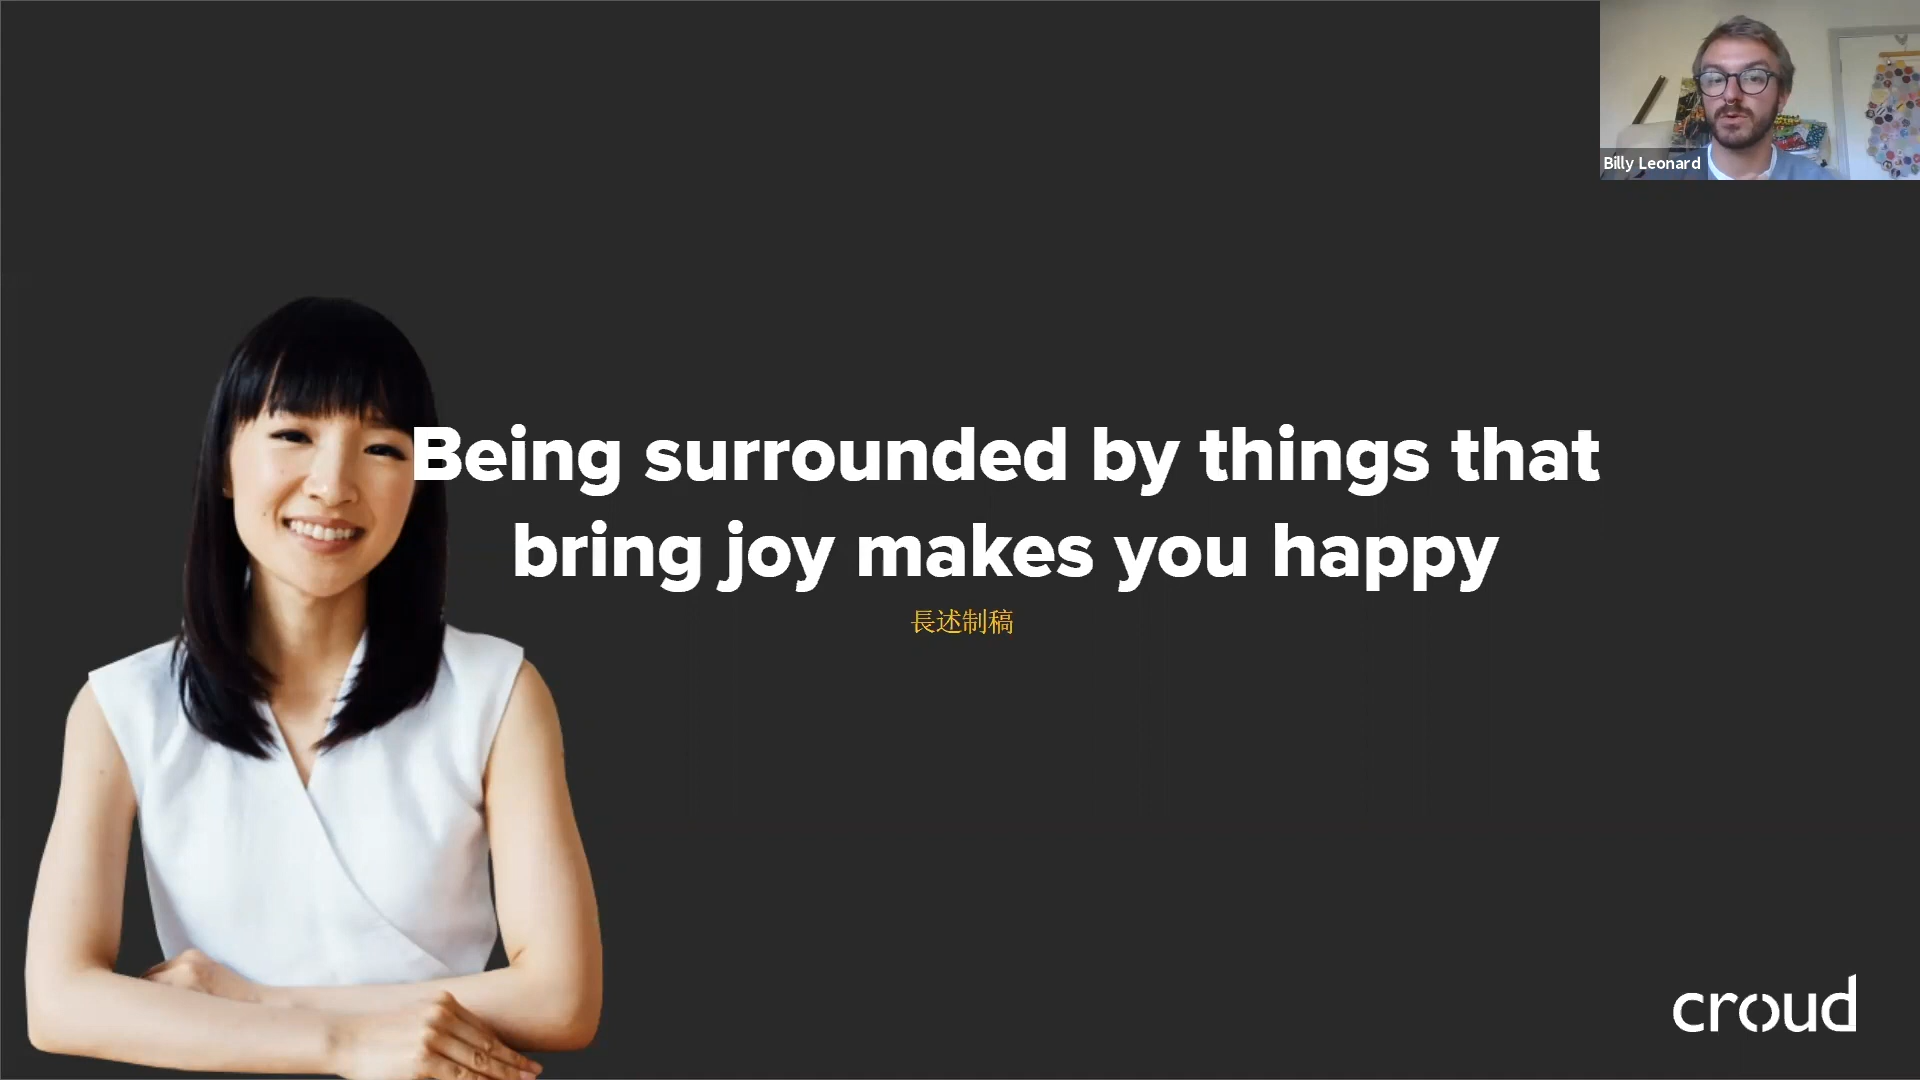 Billy Leonard
Being surrounded by things that
bring joy makes you happy
長述制稿
croud